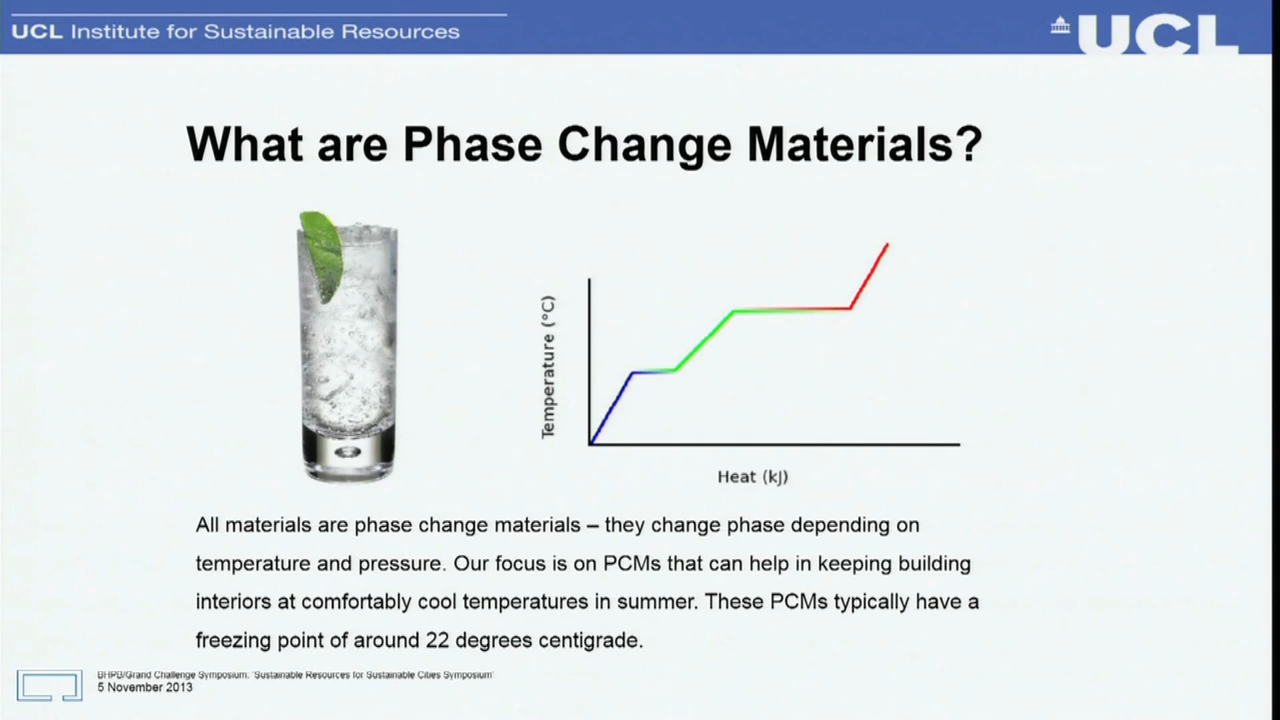 UCL Institute for Sustainable Resources
UCL
What are Phase Change Materials?
Temperature (°C)
Heat (kJ)
All materials are phase change materials – they change phase depending on
temperature and pressure. Our focus is on PCMs that can help in keeping building
interiors at comfortably cool temperatures in summer. These PCMs typically have a
freezing point of around 22 degrees centigrade.
BHPB/Grand Challenge Symposium. 'Sustainable Resources for Sustainable Cities Symposium'
5 November 2013